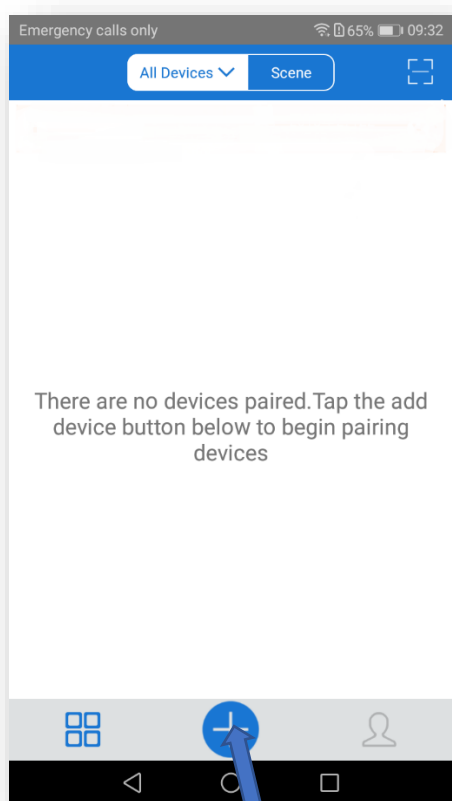 Emergency calls only 65% 09:32
All Devices Scene
There are no devices paired.Tap the add
device button below to begin pairing
devices